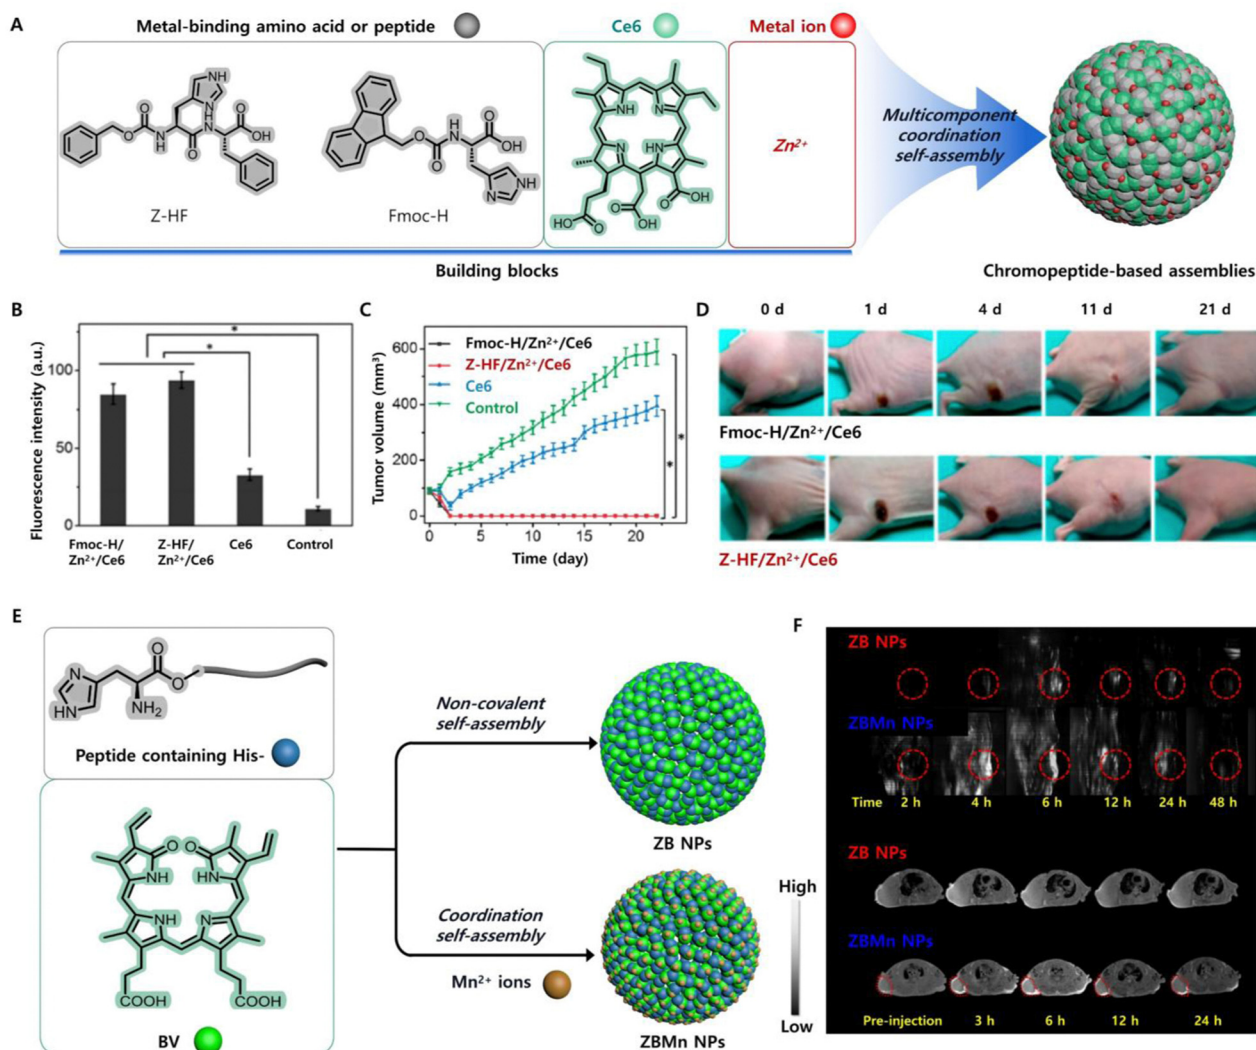 A
Metal-binding amino acid or peptide
Ce6
Metal ion
NH
N
O
O
N
H
O
N
H
O
OH
Z-HF
O
O
N
H
O
OH
N
NH
Fmoc-H
N
NH
N
HN
O
OH
O
OH
O
OH
Zn²⁺
Multicomponent
coordination
self-assembly
Building blocks
Chromopeptide-based assemblies
B
Fluorescence intensity (a.u.)
100
50
0
*
*
Fmoc-H/
Zn²⁺/Ce6
Z-HF/
Zn²⁺/Ce6
Ce6
Control
C
Tumor volume (mm³)
600
400
200
0
Fmoc-H/Zn²⁺/Ce6
Z-HF/Zn²⁺/Ce6
Ce6
Control
*
*
0 5 10 15 20
Time (day)
D
0 d 1 d 4 d 11 d 21 d
Fmoc-H/Zn²⁺/Ce6
Z-HF/Zn²⁺/Ce6
E
N
HN
O
O
NH₂
Peptide containing His-
O
O
NH
HN
NH
N
COOH
COOH
BV
Non-covalent
self-assembly
ZB NPs
Coordination
self-assembly
Mn²⁺ ions
ZBMn NPs
High
Low
F
ZB NPs
ZBMn NPs
Time 2 h 4 h 6 h 12 h 24 h 48 h
ZB NPs
ZBMn NPs
Pre-injection 3 h 6 h 12 h 24 h